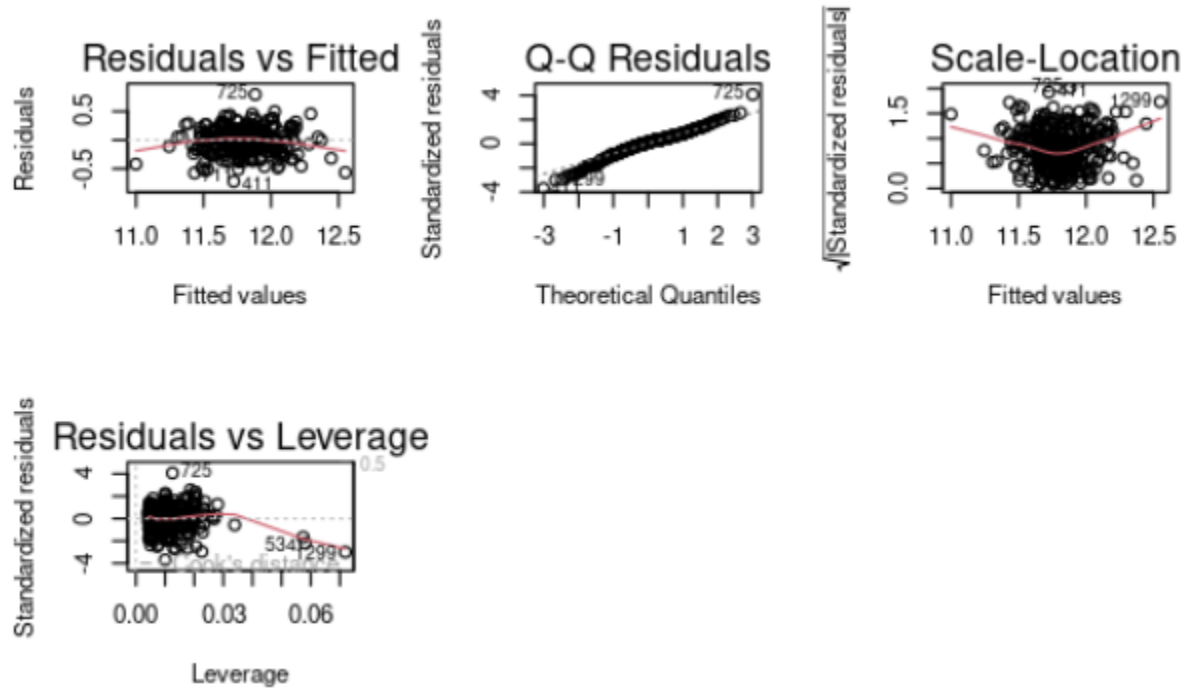 Residuals vs Fitted
Residuals
0.5
-0.5
725
411
11.0 11.5 12.0 12.5
Fitted values
Q-Q Residuals
Standardized residuals
4
0
-4
725
1299
-3 -1 1 2 3
Theoretical Quantiles
Scale-Location
√|Standardized residuals|
1.5
0.0
1299
11.0 11.5 12.0 12.5
Fitted values
Residuals vs Leverage
Standardized residuals
4
0
-4
725
0.5
534
1299
Cook's distance
0.00 0.03 0.06
Leverage